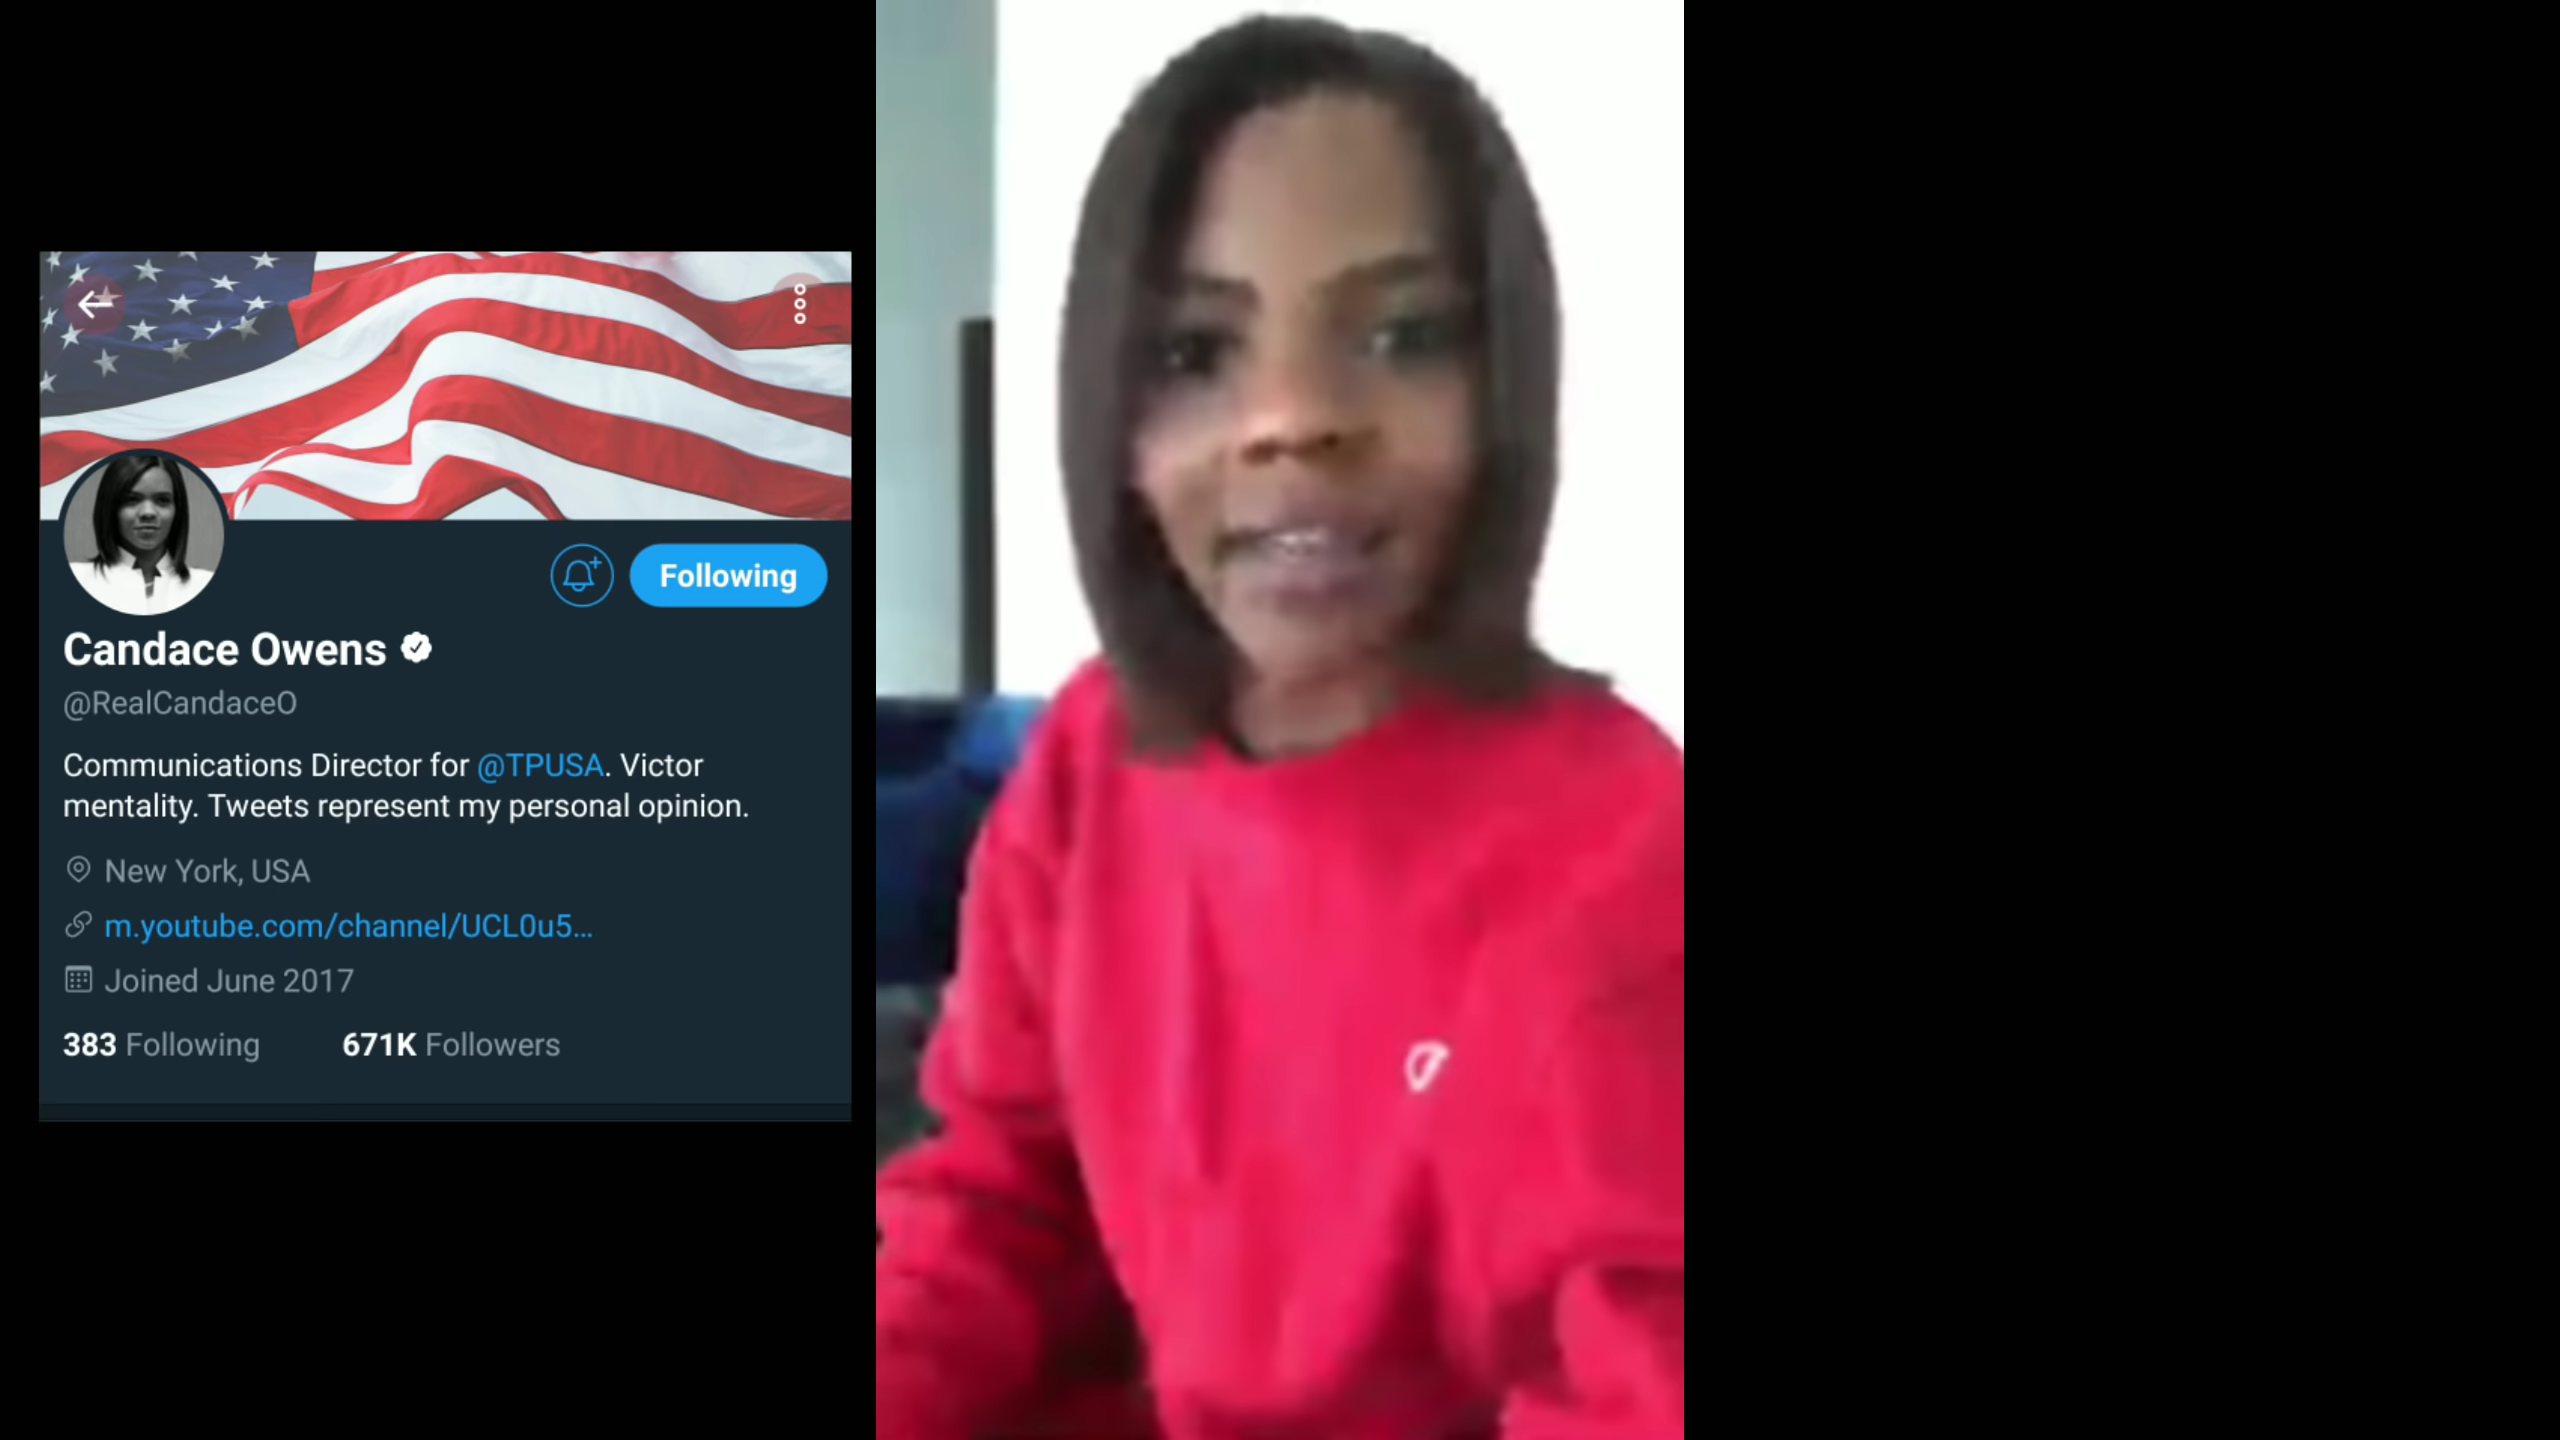 Following
Candace Owens
@RealCandaceO
Communications Director for @TPUSA. Victor
mentality. Tweets represent my personal opinion.
New York, USA
m.youtube.com/channel/UCL0u5...
Joined June 2017
383 Following 671K Followers